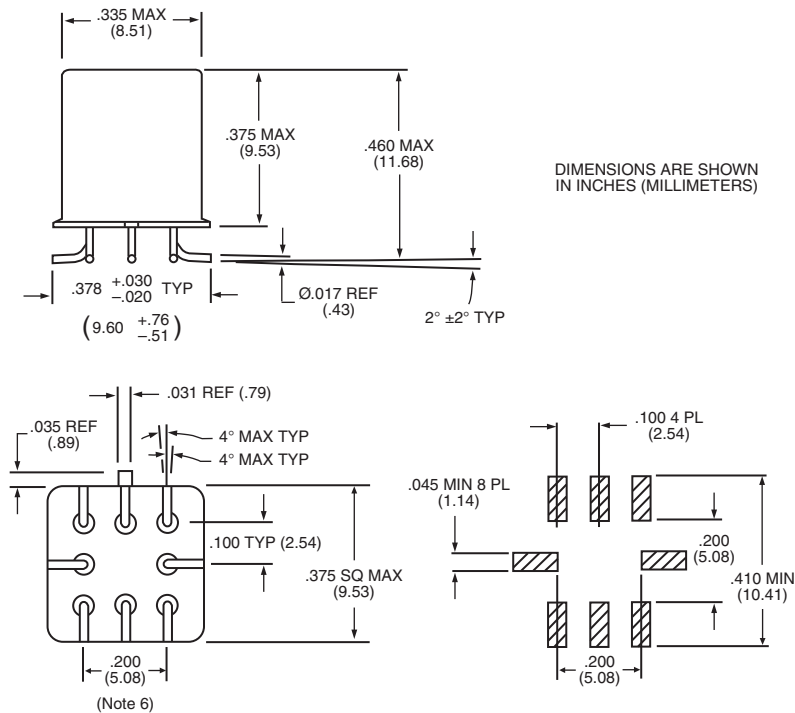 .335 MAX
(8.51)
.375 MAX
(9.53)
.460 MAX
(11.68)
DIMENSIONS ARE SHOWN
IN INCHES (MILLIMETERS)
.378 +.030 –.020 TYP
(9.60 +.76 –.51)
Ø.017 REF
(.43)
2° ±2° TYP
.031 REF (.79)
.035 REF
(.89)
4° MAX TYP
4° MAX TYP
.100 TYP (2.54)
.375 SQ MAX
(9.53)
.200
(5.08)
(Note 6)
.100 4 PL
(2.54)
.045 MIN 8 PL
(1.14)
.200
(5.08)
.410 MIN
(10.41)
.200
(5.08)